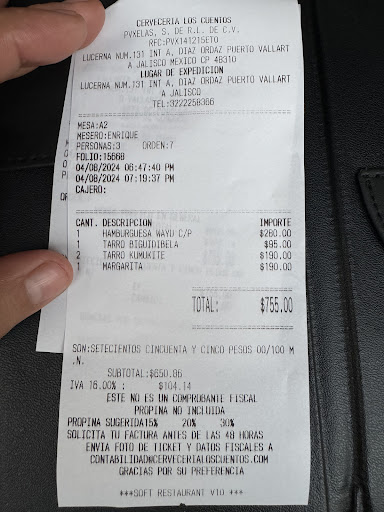 CERVECERIA LOS CUENTOS
PVXELAS, S. DE R.L. DE C.V.
RFC:PVX141215ET0
LUCERNA NUM.131 INT A, DIAZ ORDAZ PUERTO VALLART
A JALISCO MEXICO CP 48310
LUGAR DE EXPEDICION
LUCERNA NUM.131 INT A, DIAZ ORDAZ PUERTO VALLART
A JALISCO
TEL:3222258366
MESA:A2
MESERO:ENRIQUE
PERSONAS:3 ORDEN:7
FOLIO:15668
04/08/2024 06:47:40 PM
04/08/2024 07:19:37 PM
CAJERO:
CANT. DESCRIPCION IMPORTE
1 HAMBURGUESA WAYU C/P $280.00
1 TARRO BIGUIDIBELA $95.00
2 TARRO KUMUKITE $190.00
1 MARGARITA $190.00
TOTAL: $755.00
SON:SETECIENTOS CINCUENTA Y CINCO PESOS 00/100 M
.N.
SUBTOTAL:$650.86
IVA 16.00% : $104.14
ESTE NO ES UN COMPROBANTE FISCAL
PROPINA NO INCLUIDA
PROPINA SUGERIDA15% 20% 30%
SOLICITA TU FACTURA ANTES DE LAS 48 HORAS
ENVIA FOTO DE TICKET Y DATOS FISCALES A
CONTABILIDAD@CERVECERIALOSCUENTOS.COM
GRACIAS POR SU PREFERENCIA
***SOFT RESTAURANT V10 ***